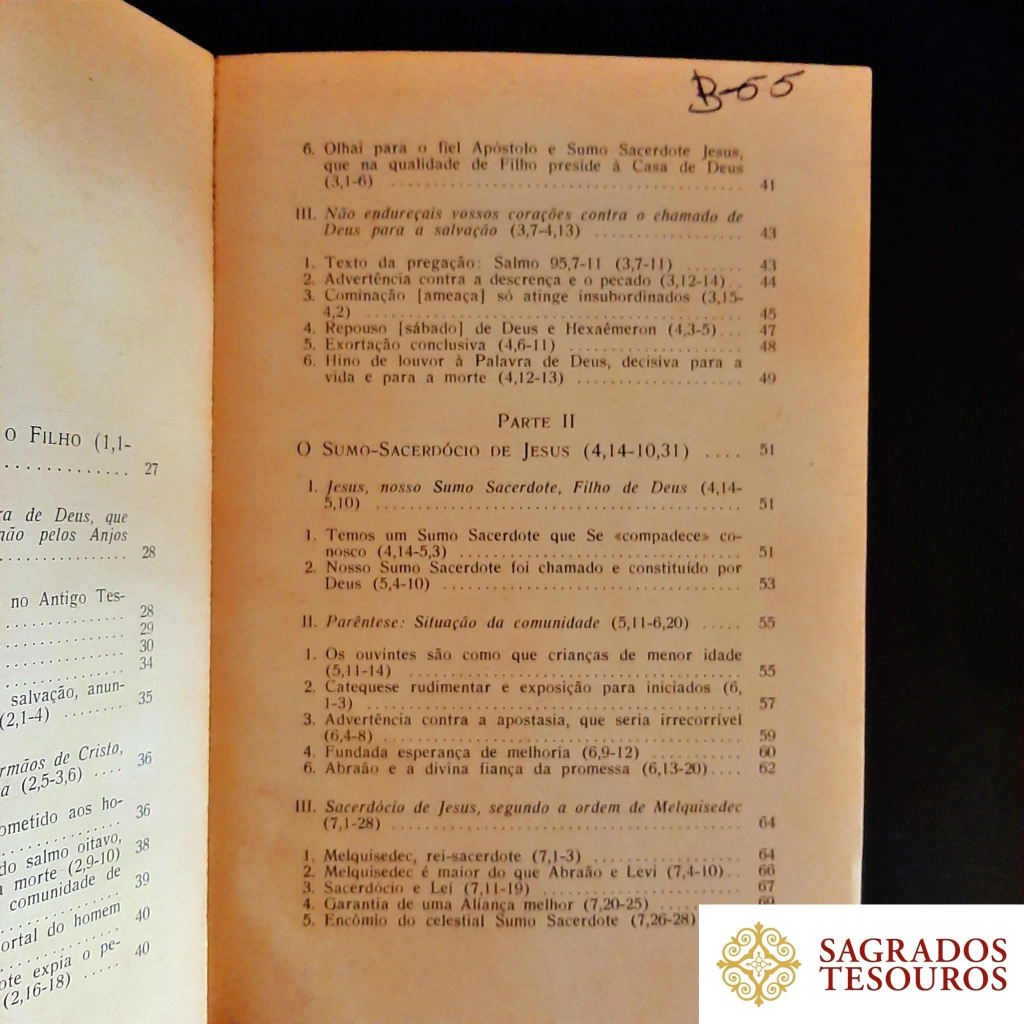 O FILHO (1,1-
............. 27
ra de Deus, que
não pelos Anjos
............. 28
no Antigo Tes-
............. 28
............. 29
............. 30
............. 34
salvação, anun-
(2,1-4) ........ 35
rmãos de Cristo,
a (2,5-3,6) .... 36
ometido aos ho-
............. 36
do salmo oitavo,
a morte (2,9-10) 38
comunidade de
............. 39
ortal do homem
............. 40
ote expia o pe-
(2,16-18) ..... 40
B-55
6. Olhai para o fiel Apóstolo e Sumo Sacerdote Jesus,
que na qualidade de Filho preside à Casa de Deus
(3,1-6) ........................................ 41
III. Não endureçais vossos corações contra o chamado de
Deus para a salvação (3,7-4,13) ................. 43
1. Texto da pregação: Salmo 95,7-11 (3,7-11) ....... 43
2. Advertência contra a descrença e o pecado (3,12-14).. 44
3. Cominação [ameaça] só atinge insubordinados (3,15-
4,2) ........................................... 45
4. Repouso [sábado] de Deus e Hexaêmeron (4,3-5)... 47
5. Exortação conclusiva (4,6-11) .................... 48
6. Hino de louvor à Palavra de Deus, decisiva para a
vida e para a morte (4,12-13) ................... 49
PARTE II
O SUMO-SACERDÓCIO DE JESUS (4,14-10,31) .... 51
I. Jesus, nosso Sumo Sacerdote, Filho de Deus (4,14-
5,10) .......................................... 51
1. Temos um Sumo Sacerdote que Se «compadece» co-
nosco (4,14-5,3) ................................ 51
2. Nosso Sumo Sacerdote foi chamado e constituído por
Deus (5,4-10) .................................. 53
II. Parêntese: Situação da comunidade (5,11-6,20) ..... 55
1. Os ouvintes são como que crianças de menor idade
(5,11-14) ...................................... 55
2. Catequese rudimentar e exposição para iniciados (6,
1-3) ........................................... 57
3. Advertência contra a apostasia, que seria irrecorrível
(6,4-8) ........................................ 59
4. Fundada esperança de melhoria (6,9-12) .......... 60
6. Abraão e a divina fiança da promessa (6,13-20).... 62
III. Sacerdócio de Jesus, segundo a ordem de Melquisedec
(7,1-28) ....................................... 64
1. Melquisedec, rei-sacerdote (7,1-3) ................ 64
2. Melquisedec é maior do que Abraão e Levi (7,4-10).. 66
3. Sacerdócio e Lei (7,11-19) ...................... 67
4. Garantia de uma Aliança melhor (7,20-25) ........ 69
5. Encômio do celestial Sumo Sacerdote (7,26-28)
SAGRADOS
TESOUROS